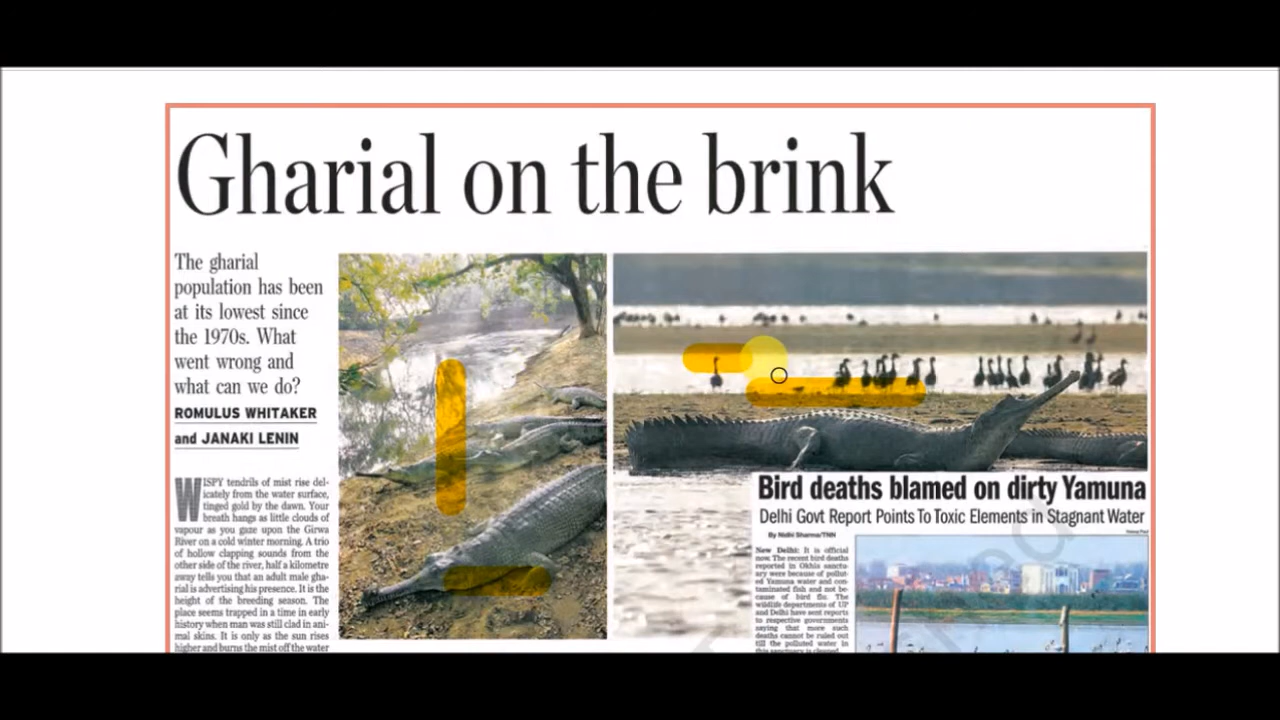 Gharial on the brink
The gharial
population has been
at its lowest since
the 1970s. What
went wrong and
what can we do?
ROMULUS WHITAKER
and JANAKI LENIN
WISPY tendrils of mist rise del-
icately from the water surface,
tinged gold by the dawn. Your
breath hangs as little clouds of
vapour as you gaze upon the Girwa
River on a cold winter morning. A trio
of hollow clapping sounds from the
other side of the river, half a kilometre
away tells you that an adult male gha-
rial is advertising his presence. It is the
height of the breeding season. The
place seems trapped in a time in early
history when man was still clad in ani-
mal skins. It is only as the sun rises
higher and burns the mist off the water
Bird deaths blamed on dirty Yamuna
Delhi Govt Report Points To Toxic Elements in Stagnant Water
By Nidhi Sharma/TNN
New Delhi: It is official
now. The recent bird deaths
reported in Okhla sanctu-
ary were because of pollut-
ed Yamuna water and con-
taminated fish and not be-
cause of bird flu. The
wildlife departments of UP
and Delhi have sent reports
to respective governments
saying that more such
deaths cannot be ruled out
till the polluted water in
this sanctuary is cleaned.